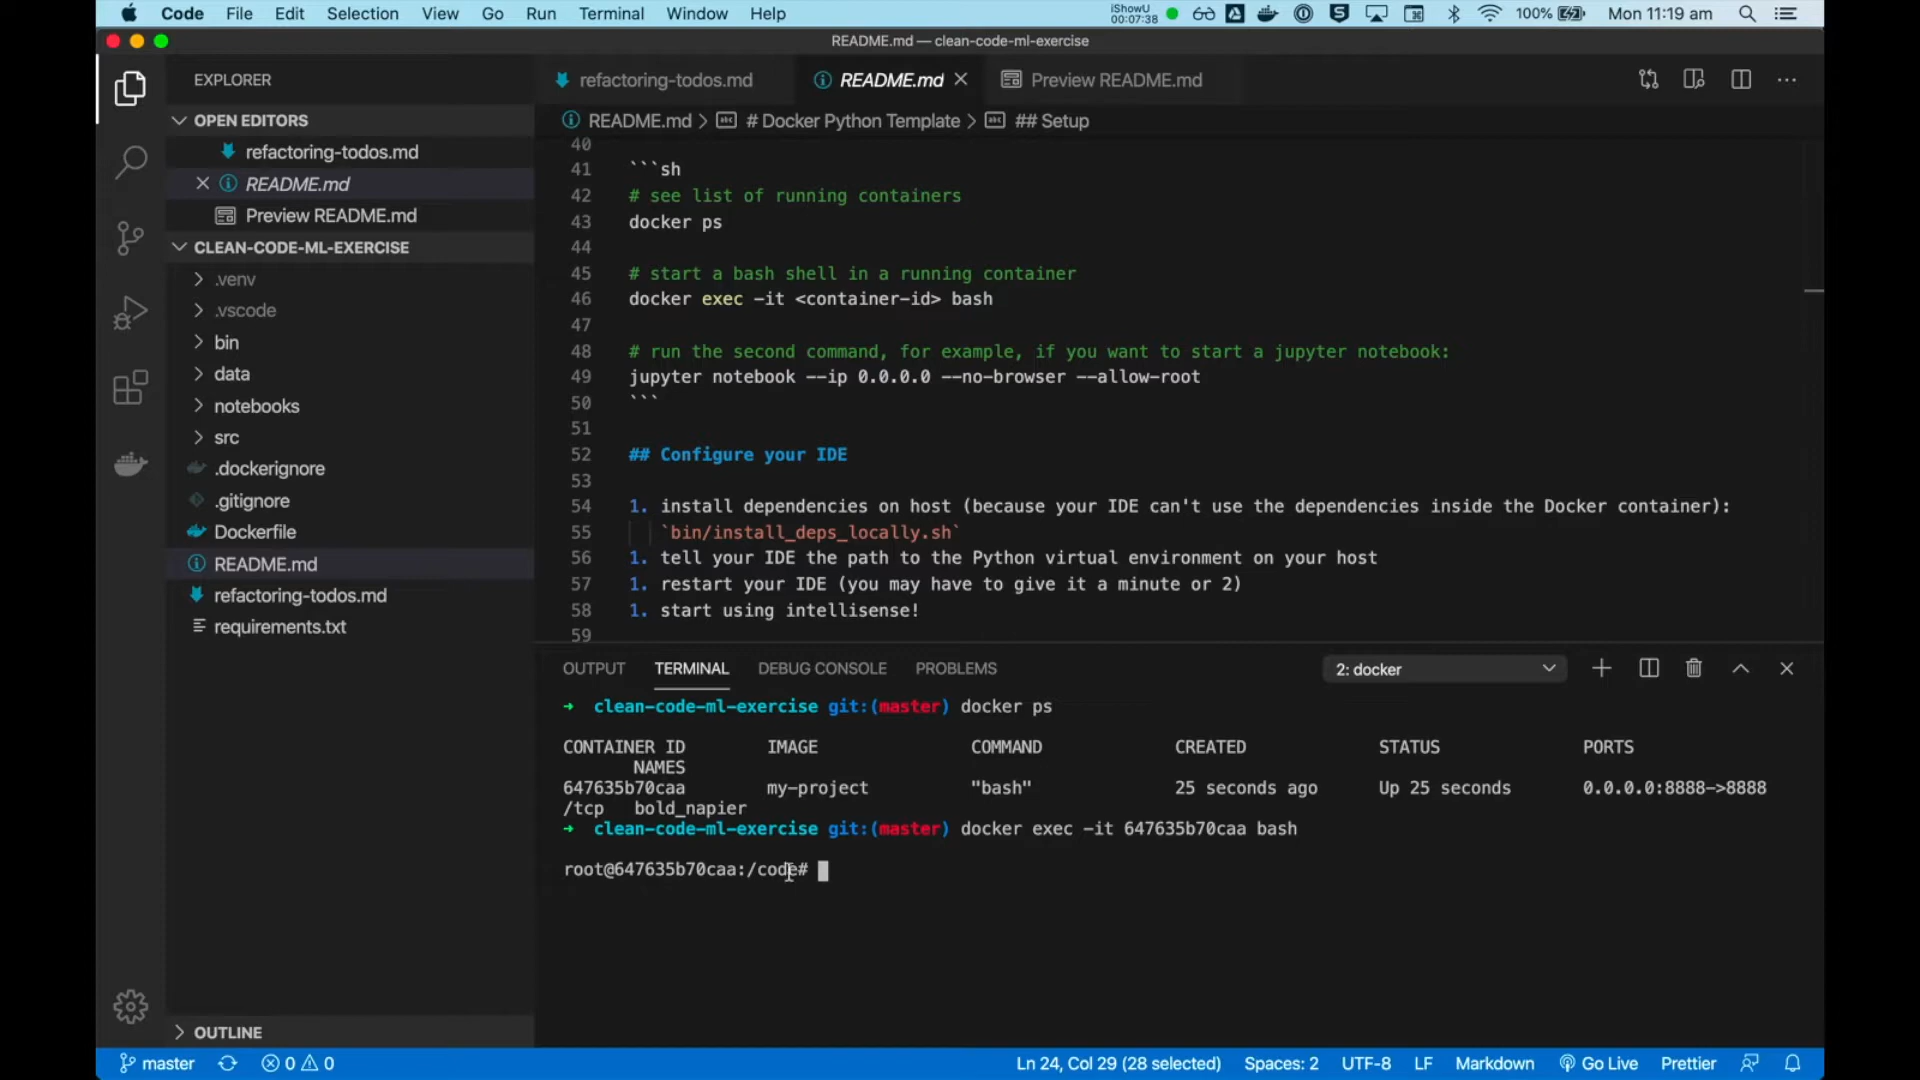 Code File Edit Selection View Go Run Terminal Window Help iShowU 00:07:38 100% Mon 11:19 am
README.md — clean-code-ml-exercise
EXPLORER
OPEN EDITORS
refactoring-todos.md
README.md
Preview README.md
CLEAN-CODE-ML-EXERCISE
.venv
.vscode
bin
data
notebooks
src
.dockerignore
.gitignore
Dockerfile
README.md
refactoring-todos.md
requirements.txt
OUTLINE
refactoring-todos.md README.md Preview README.md
README.md > # Docker Python Template > ## Setup
40
41 ```sh
42 # see list of running containers
43 docker ps
44
45 # start a bash shell in a running container
46 docker exec -it <container-id> bash
47
48 # run the second command, for example, if you want to start a jupyter notebook:
49 jupyter notebook --ip 0.0.0.0 --no-browser --allow-root
50 ```
51
52 ## Configure your IDE
53
54 1. install dependencies on host (because your IDE can't use the dependencies inside the Docker container):
55 `bin/install_deps_locally.sh`
56 1. tell your IDE the path to the Python virtual environment on your host
57 1. restart your IDE (you may have to give it a minute or 2)
58 1. start using intellisense!
59
OUTPUT TERMINAL DEBUG CONSOLE PROBLEMS 2: docker
→ clean-code-ml-exercise git:(master) docker ps
CONTAINER ID IMAGE COMMAND CREATED STATUS PORTS
NAMES
647635b70caa my-project "bash" 25 seconds ago Up 25 seconds 0.0.0.0:8888->8888
/tcp bold_napier
→ clean-code-ml-exercise git:(master) docker exec -it 647635b70caa bash
root@647635b70caa:/code#
master 0 0 Ln 24, Col 29 (28 selected) Spaces: 2 UTF-8 LF Markdown Go Live Prettier